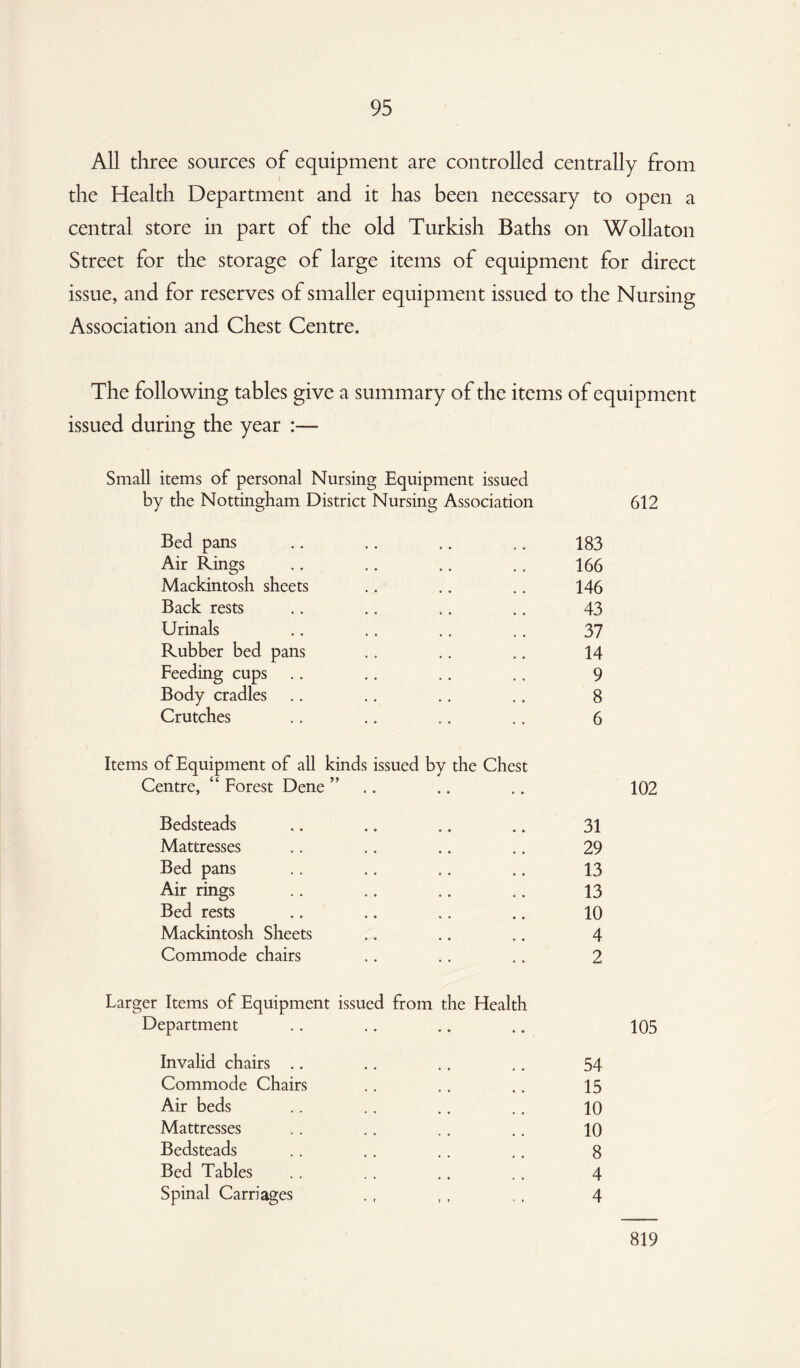 95
All three sources of equipment are controlled centrally from
the Health Department and it has been necessary to open a
central store in part of the old Turkish Baths on Wollaton
Street for the storage of large items of equipment for direct
issue, and for reserves of smaller equipment issued to the Nursing
Association and Chest Centre.
The following tables give a summary of the items of equipment
issued during the year :—
Small items of personal Nursing Equipment issued
by the Nottingham District Nursing Association 612
Bed pans .. .. .. .. 183
Air Rings .. .. .. .. 166
Mackintosh sheets .. .. .. 146
Back rests .. .. .. .. 43
Urinals .. .. .. .. 37
Rubber bed pans .. .. .. 14
Feeding cups .. .. .. .. 9
Body cradles .. .. .. .. 8
Crutches .. .. .. .. 6
Items of Equipment of all kinds issued by the Chest
Centre, “ Forest Dene ” .. .. .. 102
Bedsteads .. .. .. .. 31
Mattresses .. .. .. .. 29
Bed pans .. .. .. .. 13
Air rings .. .. .. .. 13
Bed rests .. .. .. .. 10
Mackintosh Sheets .. .. .. 4
Commode chairs .. .. .. 2
Larger Items of Equipment issued from the Health
Department .. .. .. .. 105
Invalid chairs .. .. .. .. 54
Commode Chairs .. .. .. 15
Air beds .. .. .. .. 10
Mattresses .. .. .. .. 10
Bedsteads .. .. .. .. 8
Bed Tables .. .. .. .. 4
Spinal Carriages .. .. .. 4
819